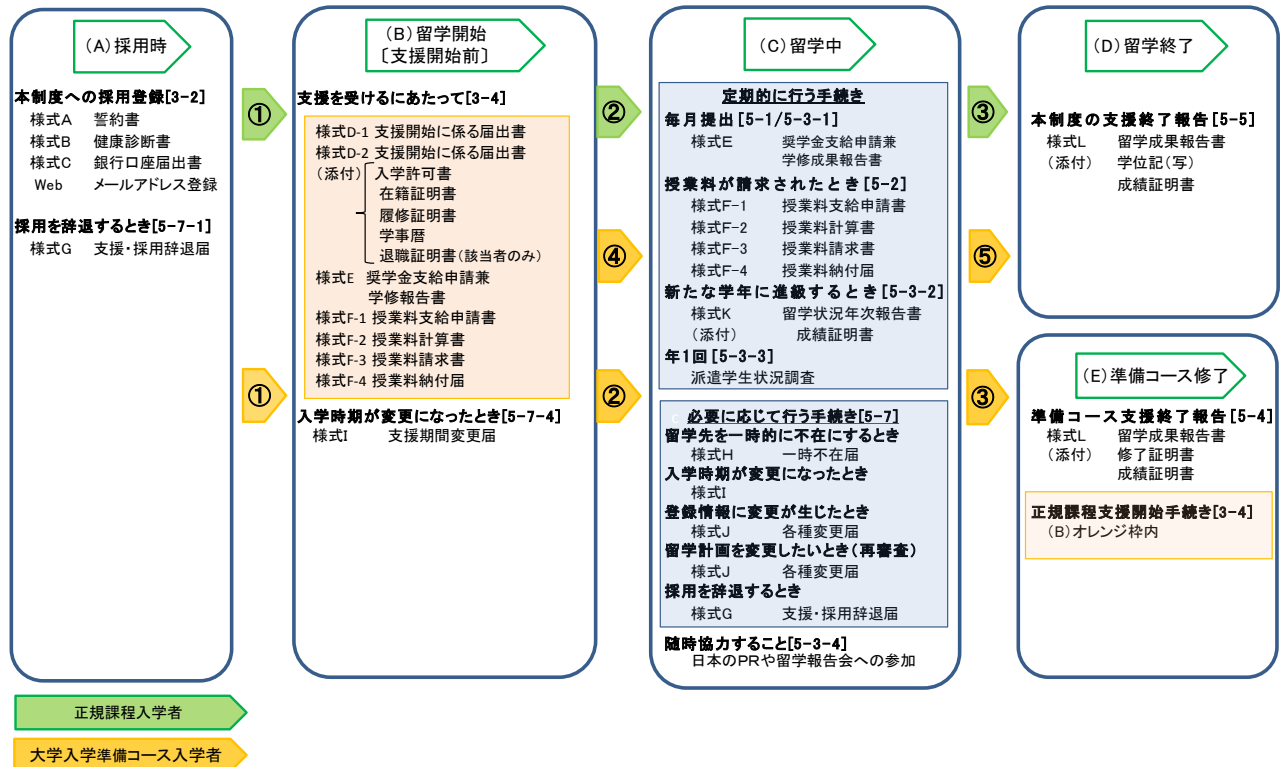 (A)採用時
本制度への採用登録[3-2]
様式A 誓約書
様式B 健康診断書
様式C 銀行口座届出書
Web メールアドレス登録
採用を辞退するとき[5-7-1]
様式G 支援・採用辞退届
①
①
(B)留学開始
〔支援開始前〕
支援を受けるにあたって[3-4]
様式D-1 支援開始に係る届出書
様式D-2 支援開始に係る届出書
(添付) 入学許可書
在籍証明書
履修証明書
学事暦
退職証明書(該当者のみ)
様式E 奨学金支給申請兼
学修報告書
様式F-1 授業料支給申請書
様式F-2 授業料計算書
様式F-3 授業料請求書
様式F-4 授業料納付届
入学時期が変更になったとき[5-7-4]
様式I 支援期間変更届
②
④
②
(C)留学中
定期的に行う手続き
毎月提出[5-1/5-3-1]
様式E 奨学金支給申請兼
学修成果報告書
授業料が請求されたとき[5-2]
様式F-1 授業料支給申請書
様式F-2 授業料計算書
様式F-3 授業料請求書
様式F-4 授業料納付届
新たな学年に進級するとき[5-3-2]
様式K 留学状況年次報告書
(添付) 成績証明書
年1回[5-3-3]
派遣学生状況調査
必要に応じて行う手続き[5-7]
留学先を一時的に不在にするとき
様式H 一時不在届
入学時期が変更になったとき
様式I
登録情報に変更が生じたとき
様式J 各種変更届
留学計画を変更したいとき(再審査)
様式J 各種変更届
採用を辞退するとき
様式G 支援・採用辞退届
随時協力すること[5-3-4]
日本のPRや留学報告会への参加
③
⑤
③
(D)留学終了
本制度の支援終了報告[5-5]
様式L 留学成果報告書
(添付) 学位記(写)
成績証明書
(E)準備コース修了
準備コース支援終了報告[5-4]
様式L 留学成果報告書
(添付) 修了証明書
成績証明書
正規課程支援開始手続き[3-4]
(B)オレンジ枠内
正規課程入学者
大学入学準備コース入学者